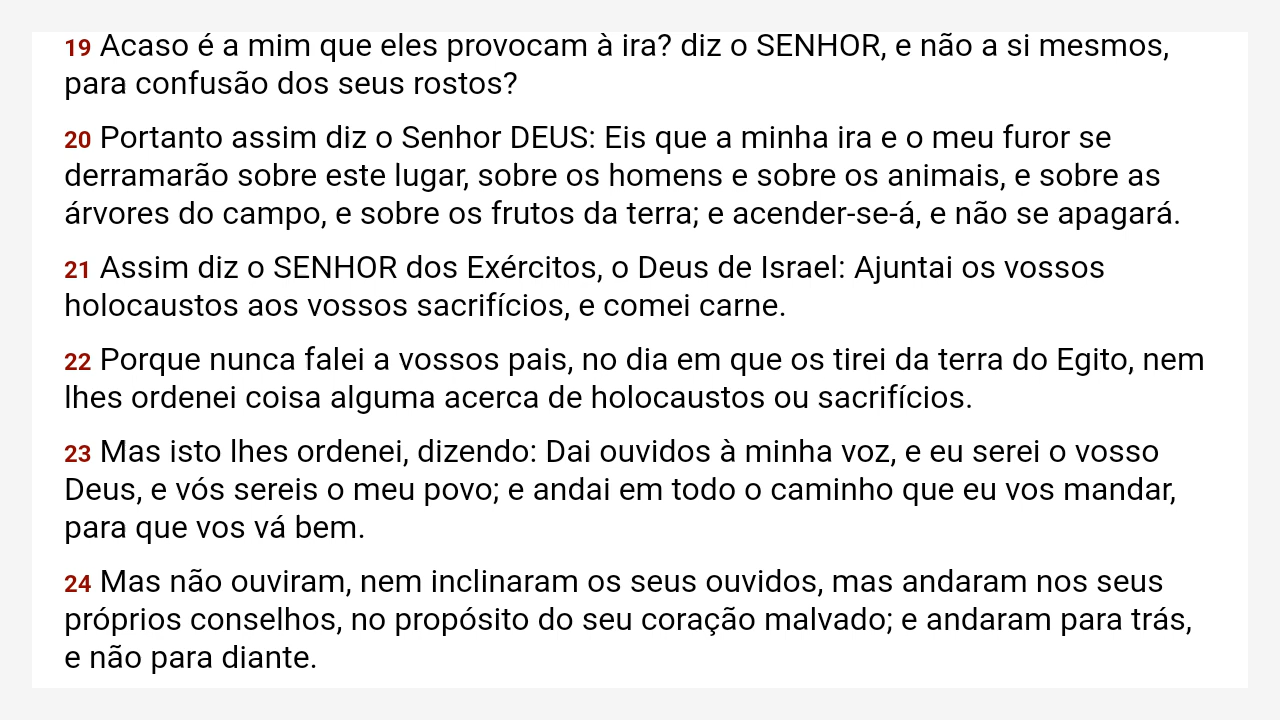 19 Acaso é a mim que eles provocam à ira? diz o SENHOR, e não a si mesmos,
para confusão dos seus rostos?
20 Portanto assim diz o Senhor DEUS: Eis que a minha ira e o meu furor se
derramarão sobre este lugar, sobre os homens e sobre os animais, e sobre as
árvores do campo, e sobre os frutos da terra; e acender-se-á, e não se apagará.
21 Assim diz o SENHOR dos Exércitos, o Deus de Israel: Ajuntai os vossos
holocaustos aos vossos sacrifícios, e comei carne.
22 Porque nunca falei a vossos pais, no dia em que os tirei da terra do Egito, nem
lhes ordenei coisa alguma acerca de holocaustos ou sacrifícios.
23 Mas isto lhes ordenei, dizendo: Dai ouvidos à minha voz, e eu serei o vosso
Deus, e vós sereis o meu povo; e andai em todo o caminho que eu vos mandar,
para que vos vá bem.
24 Mas não ouviram, nem inclinaram os seus ouvidos, mas andaram nos seus
próprios conselhos, no propósito do seu coração malvado; e andaram para trás,
e não para diante.